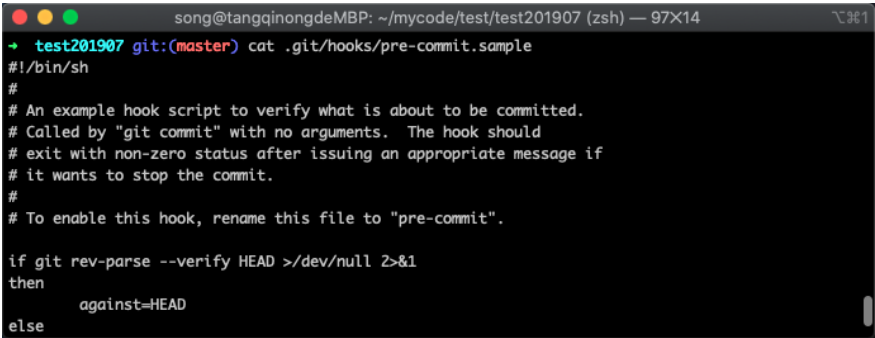 song@tangqinongdeMBP: ~/mycode/test/test201907 (zsh) — 97×14 ⌥⌘1
➜  test201907 git:(master) cat .git/hooks/pre-commit.sample
#!/bin/sh
#
# An example hook script to verify what is about to be committed.
# Called by "git commit" with no arguments.  The hook should
# exit with non-zero status after issuing an appropriate message if
# it wants to stop the commit.
#
# To enable this hook, rename this file to "pre-commit".

if git rev-parse --verify HEAD >/dev/null 2>&1
then
        against=HEAD
else